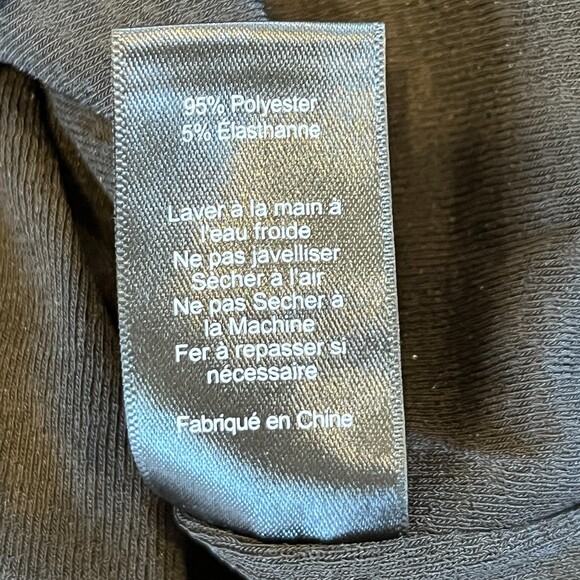 95% Polyester
5% Élasthanne
Laver à la main à
l'eau froide
Ne pas javelliser
Sécher à l'air
Ne pas Sécher à
la Machine
Fer à repasser si
nécessaire
Fabriqué en Chine